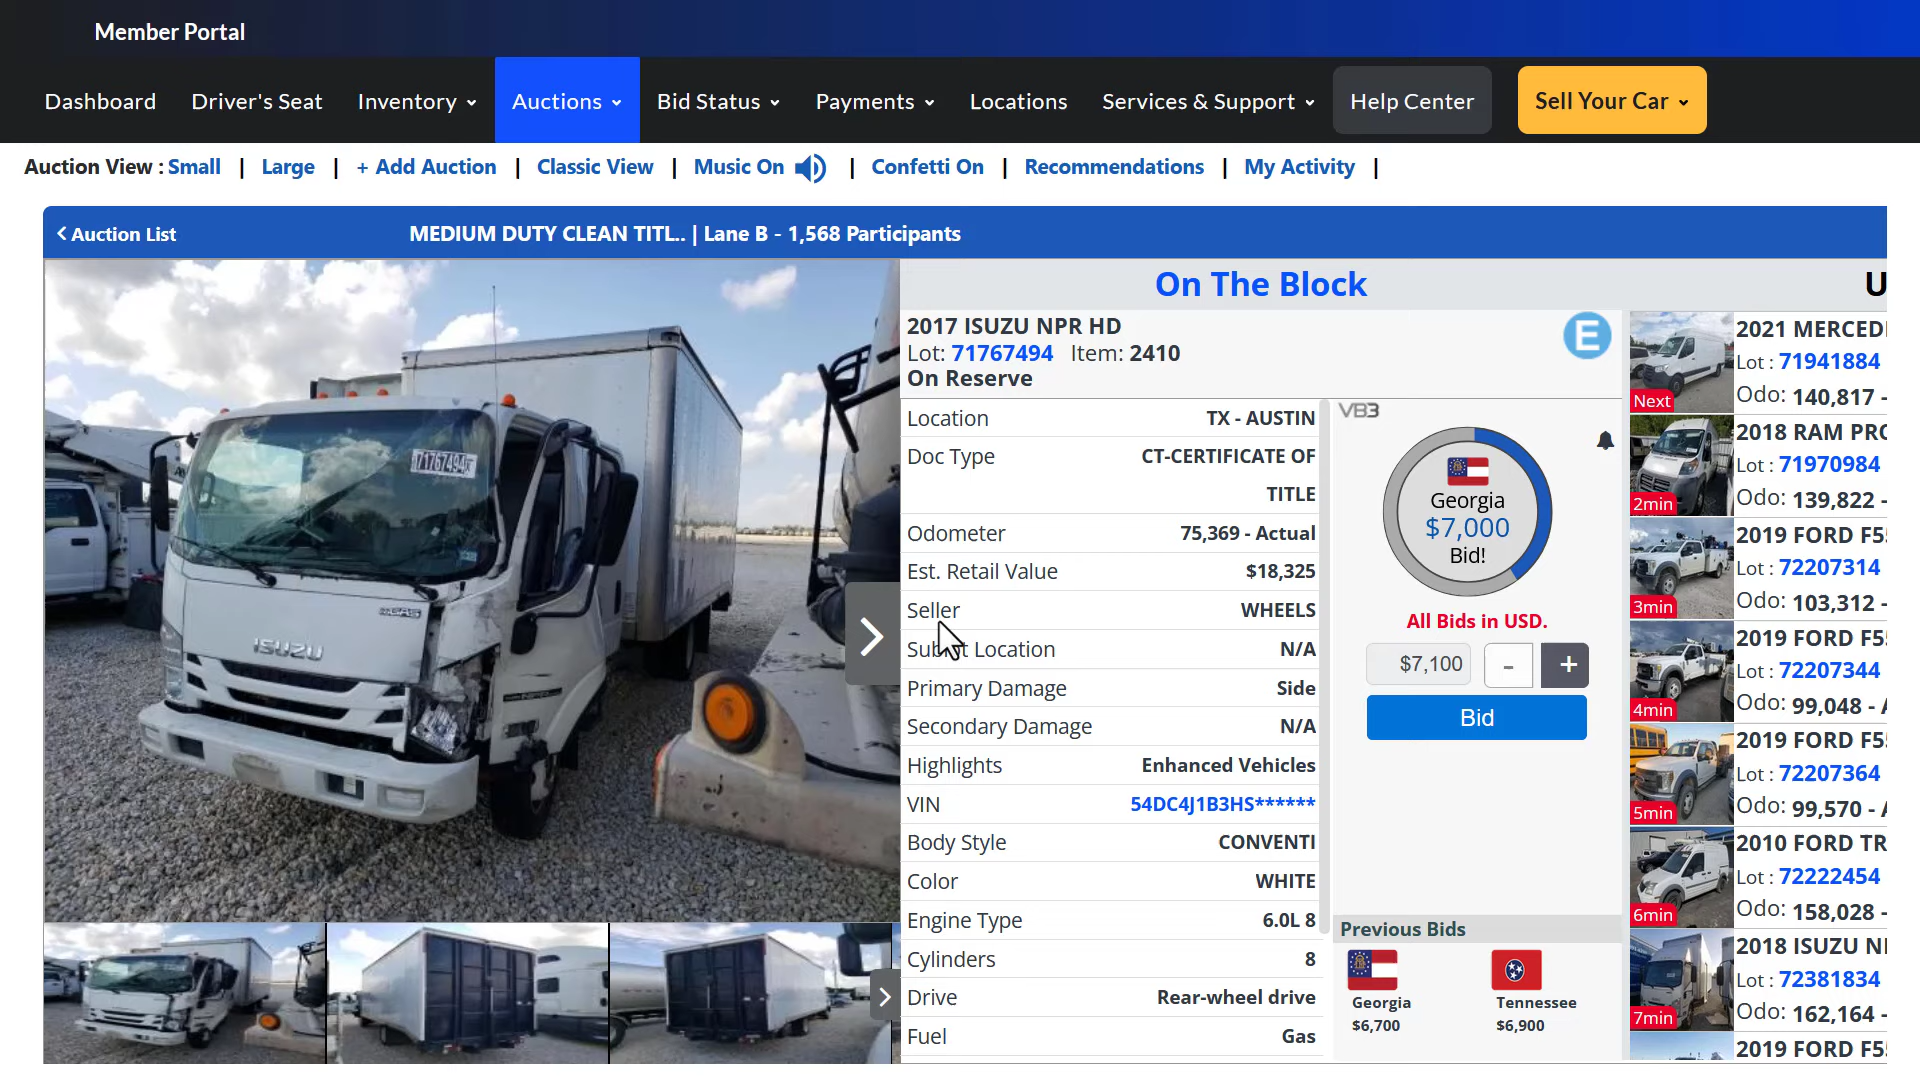 Member Portal
Dashboard
Driver's Seat
Inventory
Auctions
Bid Status
Payments
Locations
Services & Support
Help Center
Sell Your Car
Auction View : Small | Large | + Add Auction | Classic View | Music On | Confetti On | Recommendations | My Activity |
Auction List
MEDIUM DUTY CLEAN TITL.. | Lane B - 1,568 Participants
71767494
ISUZU
On The Block
2017 ISUZU NPR HD
E
Lot: 71767494 Item: 2410
On Reserve
Location TX - AUSTIN
Doc Type CT-CERTIFICATE OF
TITLE
Odometer 75,369 - Actual
Est. Retail Value $18,325
Seller WHEELS
Sublot Location N/A
Primary Damage Side
Secondary Damage N/A
Highlights Enhanced Vehicles
VIN 54DC4J1B3HS******
Body Style CONVENTI
Color WHITE
Engine Type 6.0L 8
Cylinders 8
Drive Rear-wheel drive
Fuel Gas
VB3
Georgia
$7,000
Bid!
All Bids in USD.
$7,100 - +
Bid
Previous Bids
Georgia
$6,700
Tennessee
$6,900
U
2021 MERCEDI
Lot : 71941884
Odo: 140,817 -
Next
2018 RAM PRO
Lot : 71970984
Odo: 139,822 -
2min
2019 FORD F5
Lot : 72207314
Odo: 103,312 -
3min
2019 FORD F5
Lot : 72207344
Odo: 99,048 - A
4min
2019 FORD F5
Lot : 72207364
Odo: 99,570 - A
5min
2010 FORD TR
Lot : 72222454
Odo: 158,028 -
6min
2018 ISUZU N
Lot : 72381834
Odo: 162,164 -
7min
2019 FORD F5